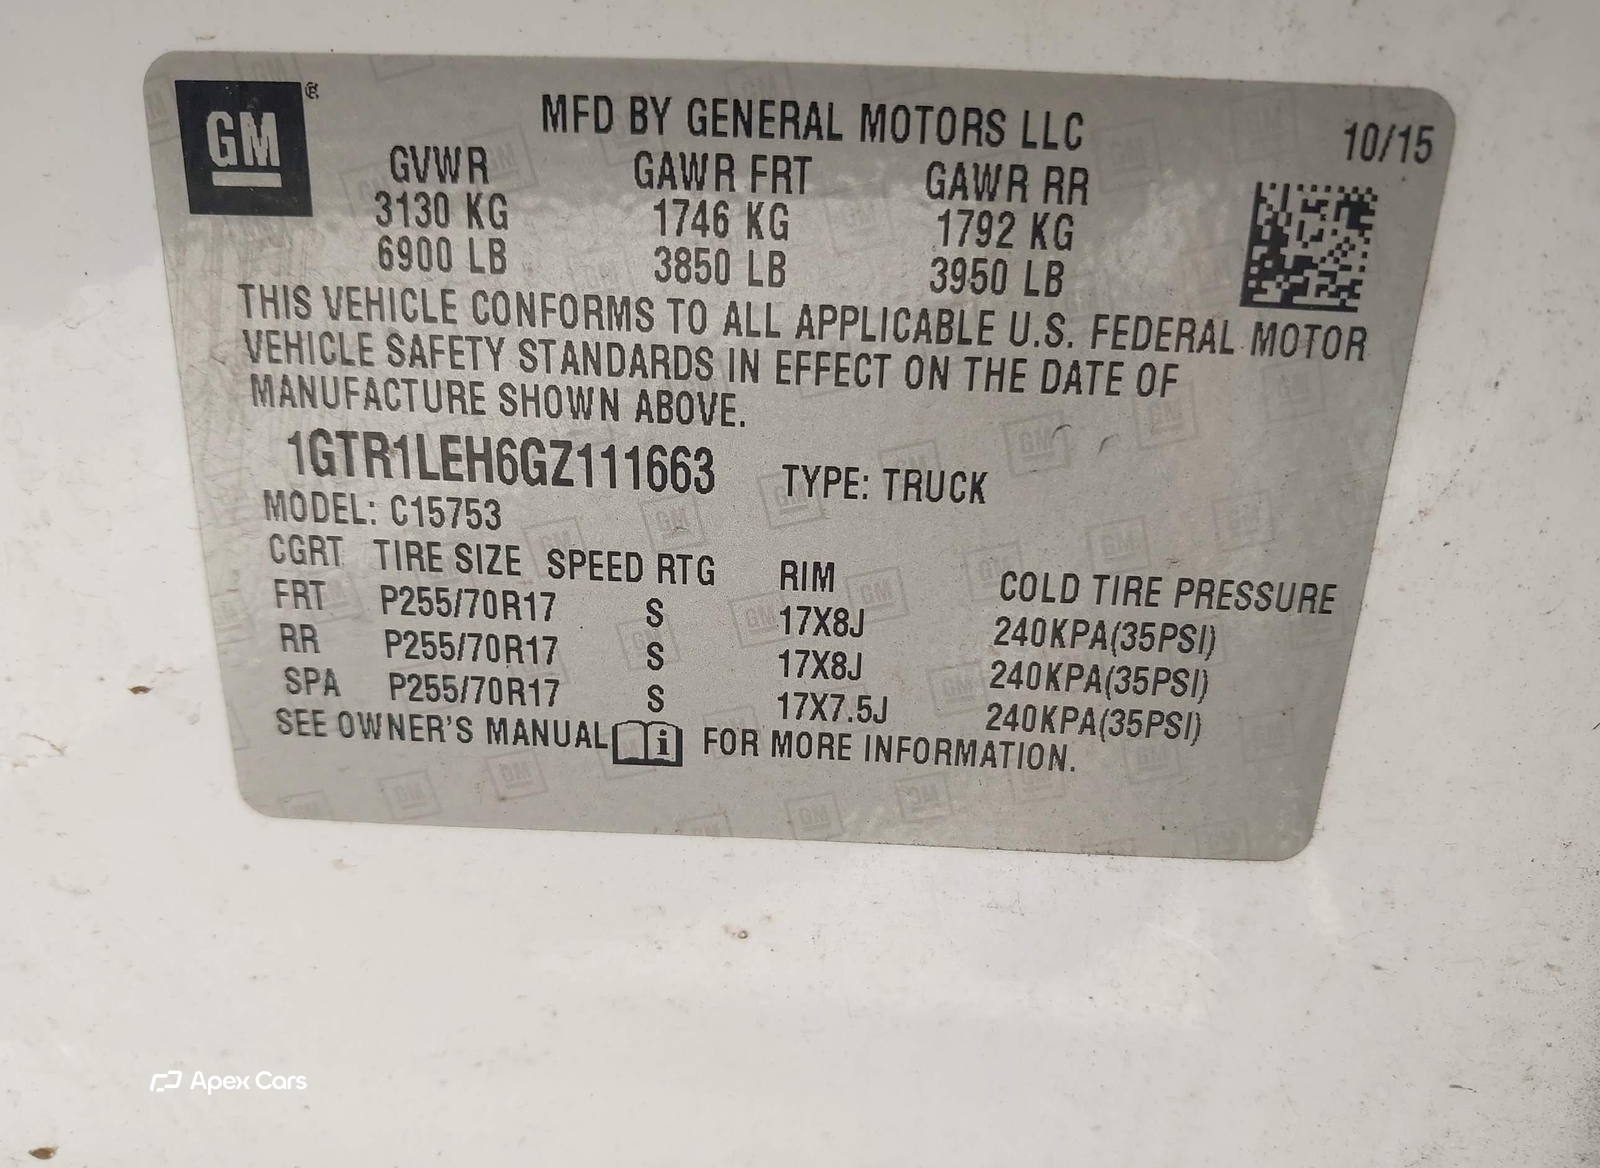 GM®
MFD BY GENERAL MOTORS LLC 10/15
GVWR GAWR FRT GAWR RR
3130 KG 1746 KG 1792 KG
6900 LB 3850 LB 3950 LB
THIS VEHICLE CONFORMS TO ALL APPLICABLE U.S. FEDERAL MOTOR
VEHICLE SAFETY STANDARDS IN EFFECT ON THE DATE OF
MANUFACTURE SHOWN ABOVE.
1GTR1LEH6GZ111663 TYPE: TRUCK
MODEL: C15753
CGRT TIRE SIZE SPEED RTG RIM COLD TIRE PRESSURE
FRT P255/70R17 S 17X8J 240KPA(35PSI)
RR P255/70R17 S 17X8J 240KPA(35PSI)
SPA P255/70R17 S 17X7.5J 240KPA(35PSI)
SEE OWNER'S MANUAL i FOR MORE INFORMATION.
Apex Cars